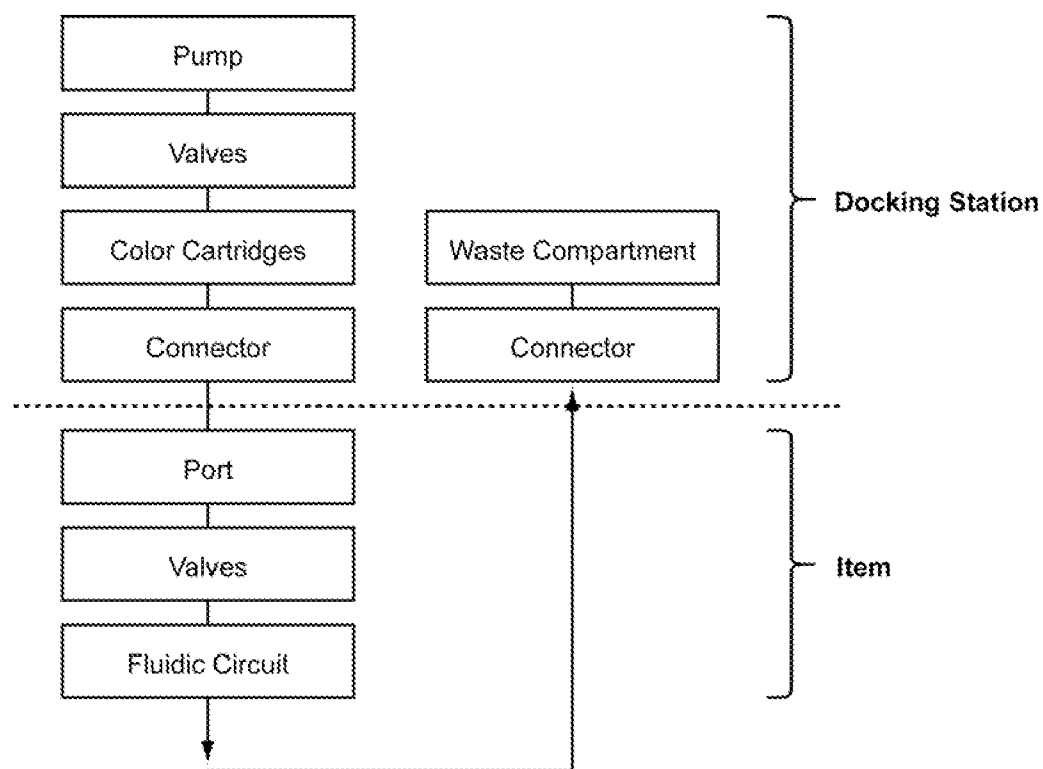 Pump
Valves
Color Cartridges
Connector
Waste Compartment
Connector
Docking Station
Port
Valves
Fluidic Circuit
Item